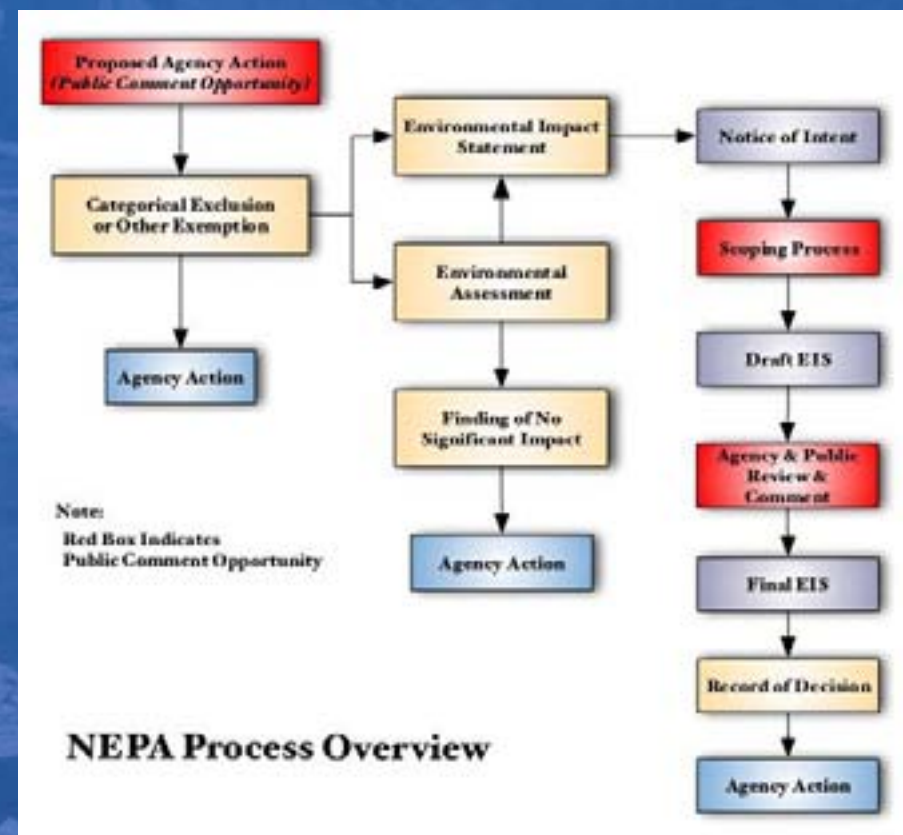 Proposed Agency Action
(Public Comment Opportunity)
Categorical Exclusion
or Other Exemption
Agency Action
Environmental Impact
Statement
Environmental
Assessment
Finding of No
Significant Impact
Agency Action
Notice of Intent
Scoping Process
Draft EIS
Agency & Public
Review &
Comment
Final EIS
Record of Decision
Agency Action
Note:
Red Box Indicates
Public Comment Opportunity
NEPA Process Overview